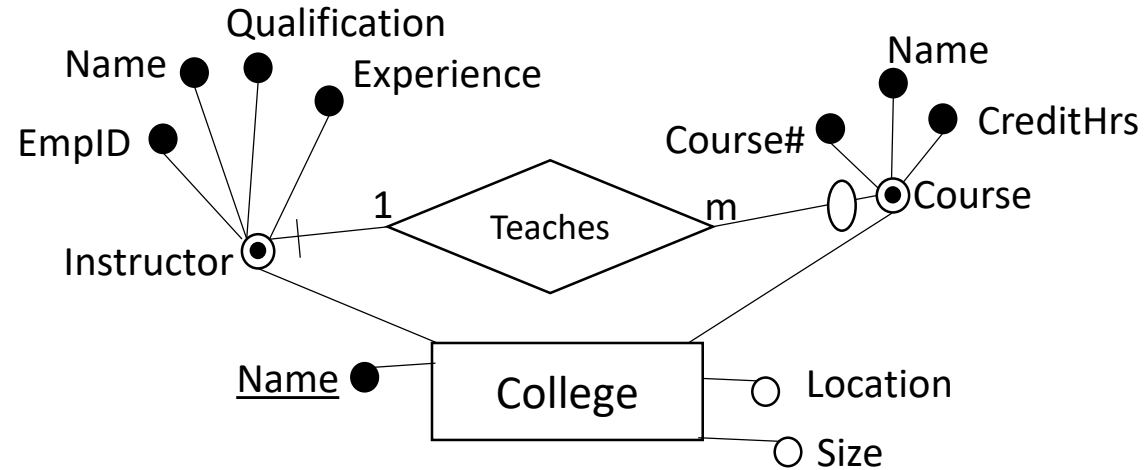 Qualification
Name
Experience
EmpID
Name
CreditHrs
Course#
1
m
Course
Teaches
Instructor
Name
College
Location
Size